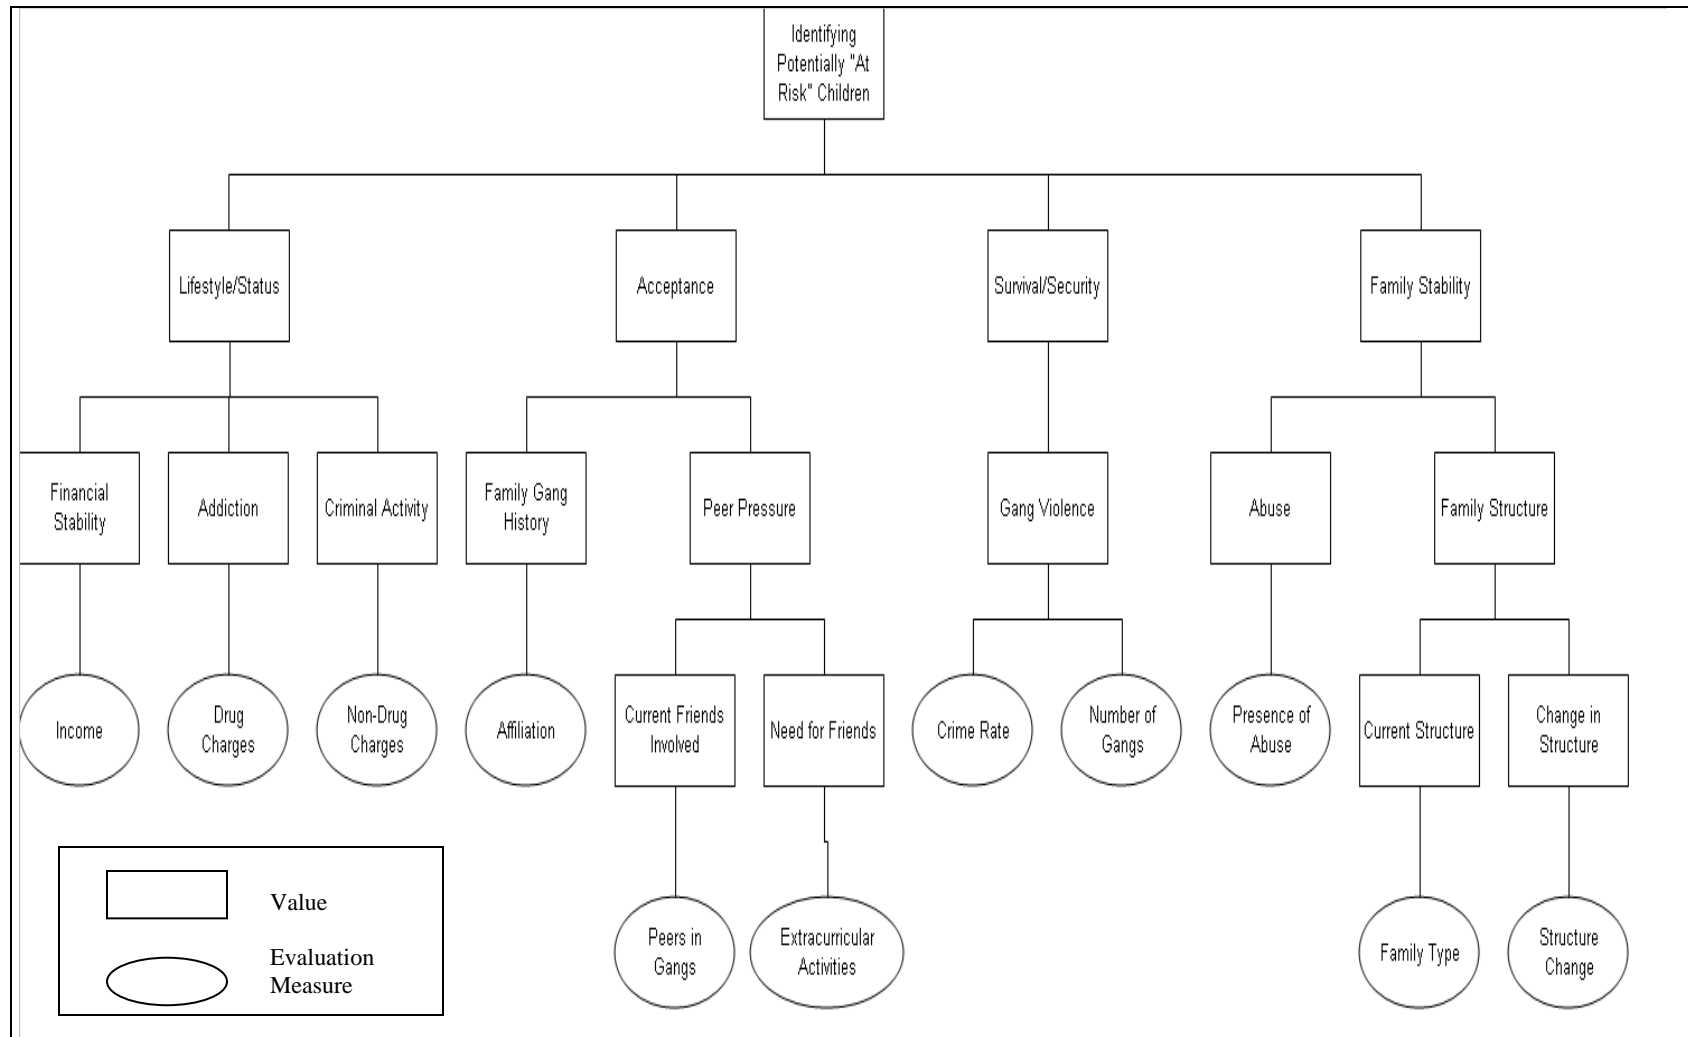 Identifying
Potentially "At
Risk" Children
Lifestyle/Status
Acceptance
Survival/Security
Family Stability
Financial
Stability
Addiction
Criminal Activity
Family Gang
History
Peer Pressure
Gang Violence
Abuse
Family Structure
Income
Drug
Charges
Non-Drug
Charges
Affiliation
Current Friends
Involved
Need for Friends
Crime Rate
Number of
Gangs
Presence of
Abuse
Current Structure
Change in
Structure
Peers in
Gangs
Extracurricular
Activities
Family Type
Structure
Change
Value
Evaluation
Measure